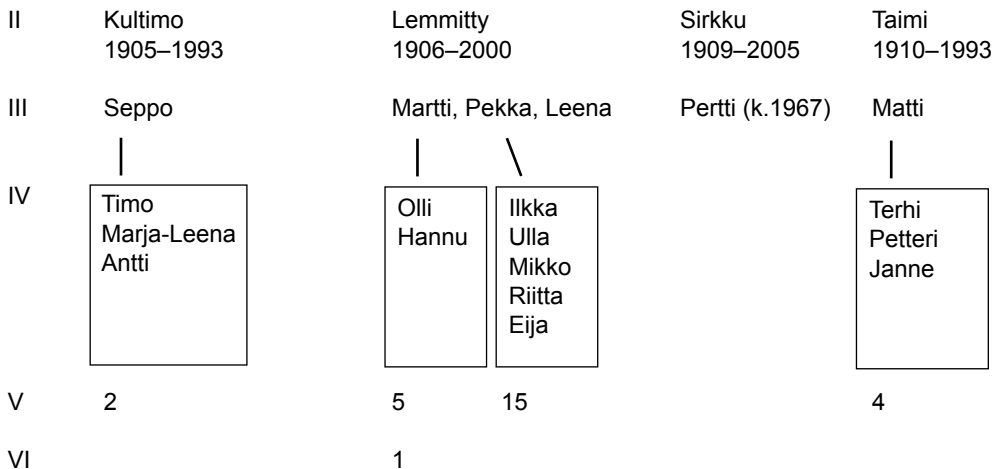 II Kultimo Lemmitty Sirkku Taimi
1905–1993 1906–2000 1909–2005 1910–1993
III Seppo Martti, Pekka, Leena Pertti (k.1967) Matti
IV
Timo
Marja-Leena
Antti
Olli
Hannu
Ilkka
Ulla
Mikko
Riitta
Eija
Terhi
Petteri
Janne
V 2 5 15 4
VI 1